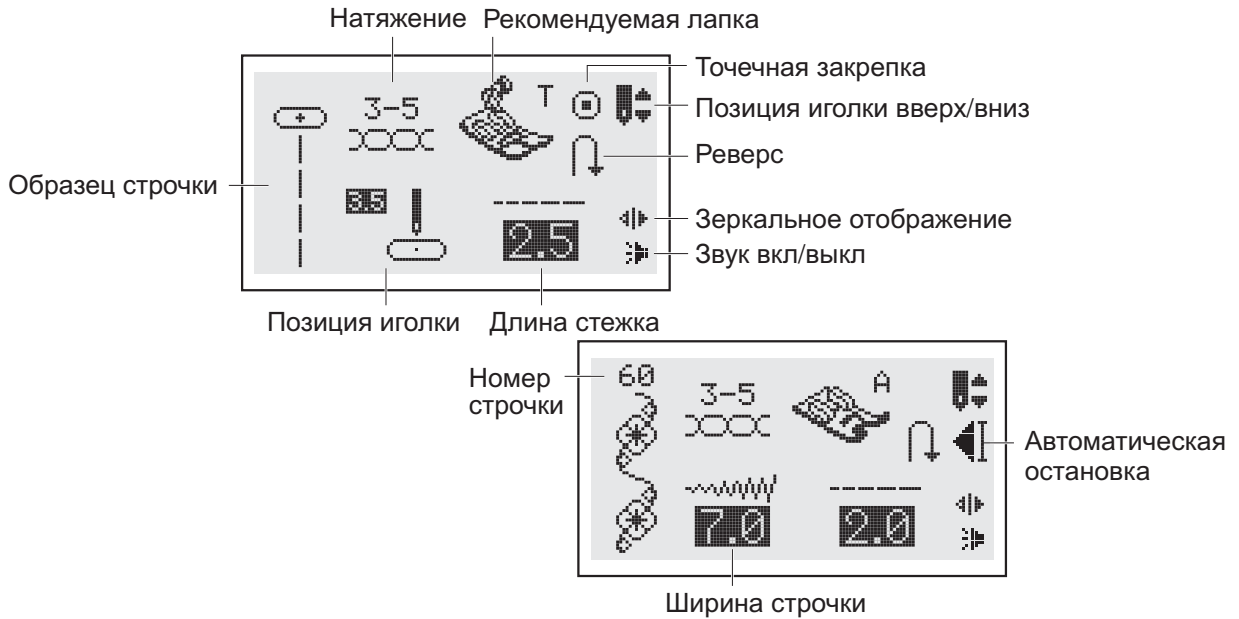 Натяжение Рекомендуемая лапка
Точечная закрепка
3-5
T
Позиция иголки вверх/вниз
Реверс
Образец строчки
3.5
2.5
Зеркальное отображение
Звук вкл/выкл
Позиция иголки Длина стежка
Номер
строчки
60
3-5
A
Автоматическая
остановка
7.0
2.0
Ширина строчки